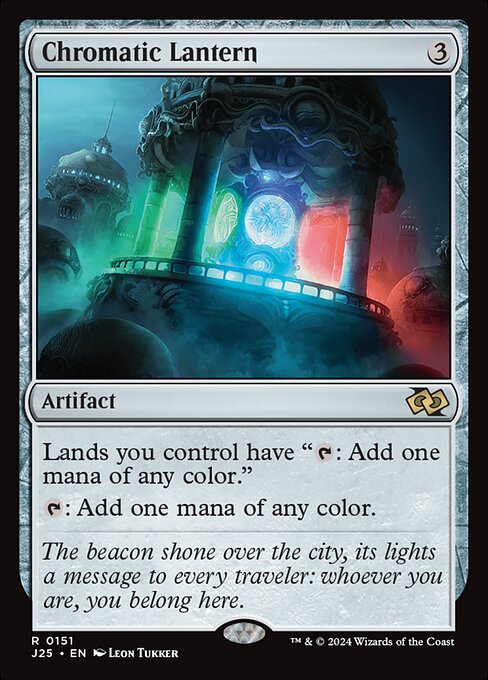 Chromatic Lantern 3
Artifact
Lands you control have “: Add one
mana of any color.”
: Add one mana of any color.
The beacon shone over the city, its lights
a message to every traveler: whoever you
are, you belong here.
R 0151
J25 • EN Leon Tukker
™ & © 2024 Wizards of the Coast